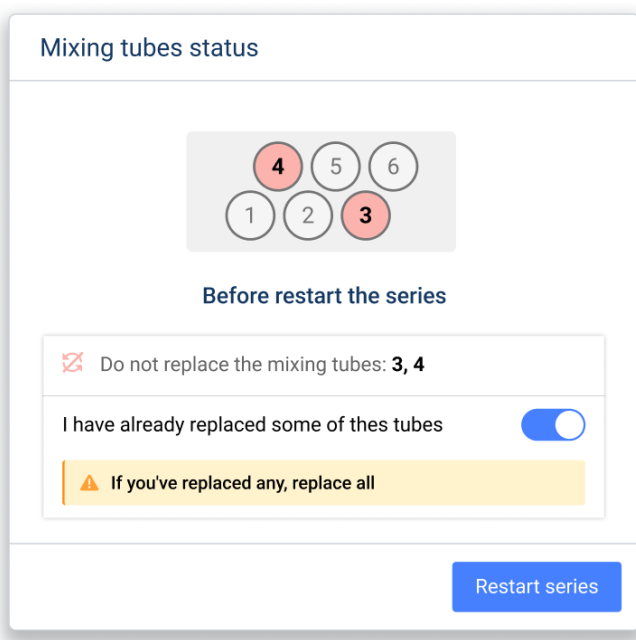 Mixing tubes status
4 5 6
1 2 3
Before restart the series
Do not replace the mixing tubes: 3, 4
I have already replaced some of thes tubes
If you've replaced any, replace all
Restart series